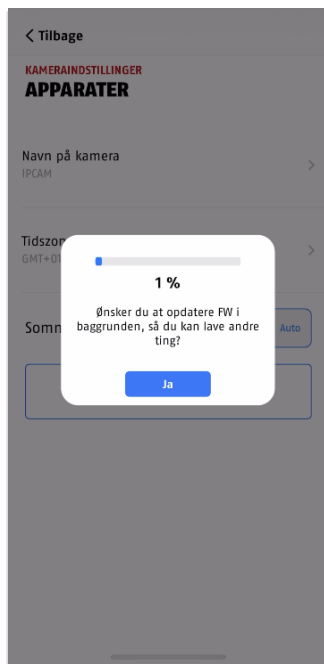 Tilbage
KAMERAINDSTILLINGER
APPARATER
Navn på kamera
IPCAM
1 %
Ønsker du at opdatere FW i
baggrunden, så du kan lave andre
ting?
Auto
Ja